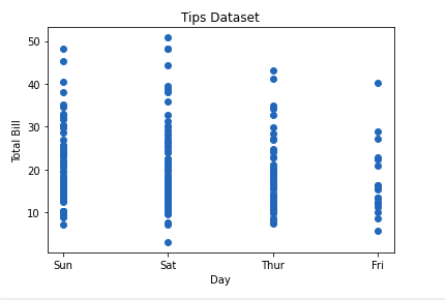 Tips Dataset
50
40
30
20
10
Total Bill
Sun Sat Thur Fri
Day